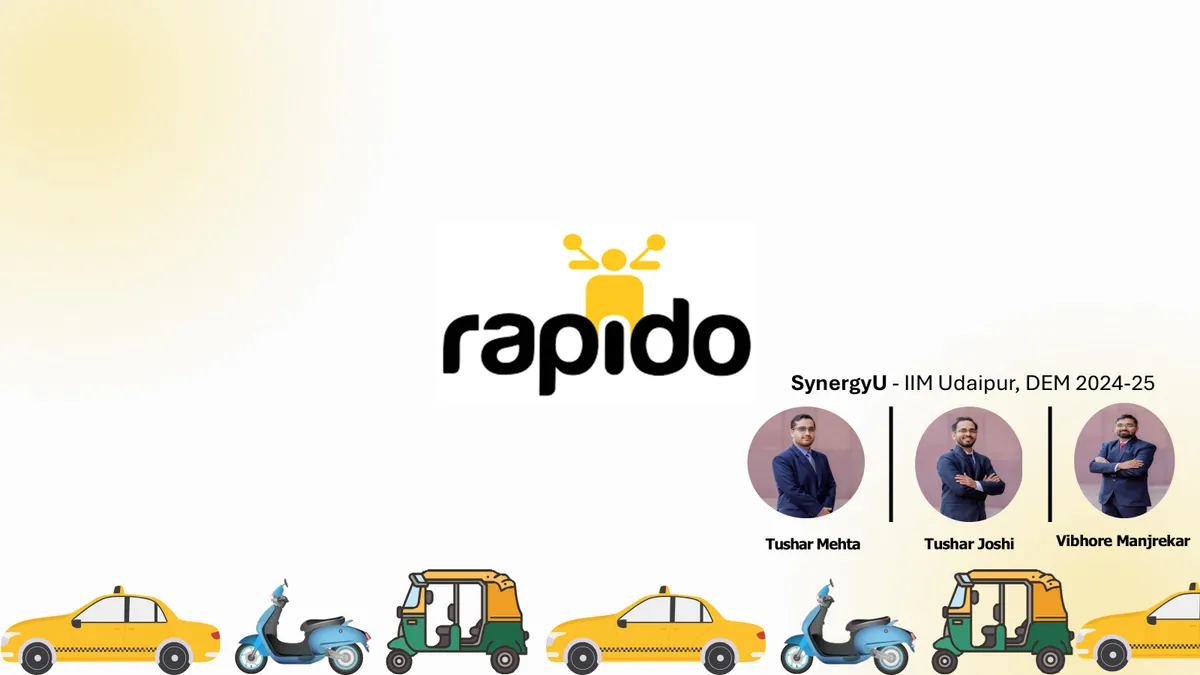 rapido
SynergyU - IIM Udaipur, DEM 2024-25
Tushar Mehta
Tushar Joshi
Vibhore Manjrekar